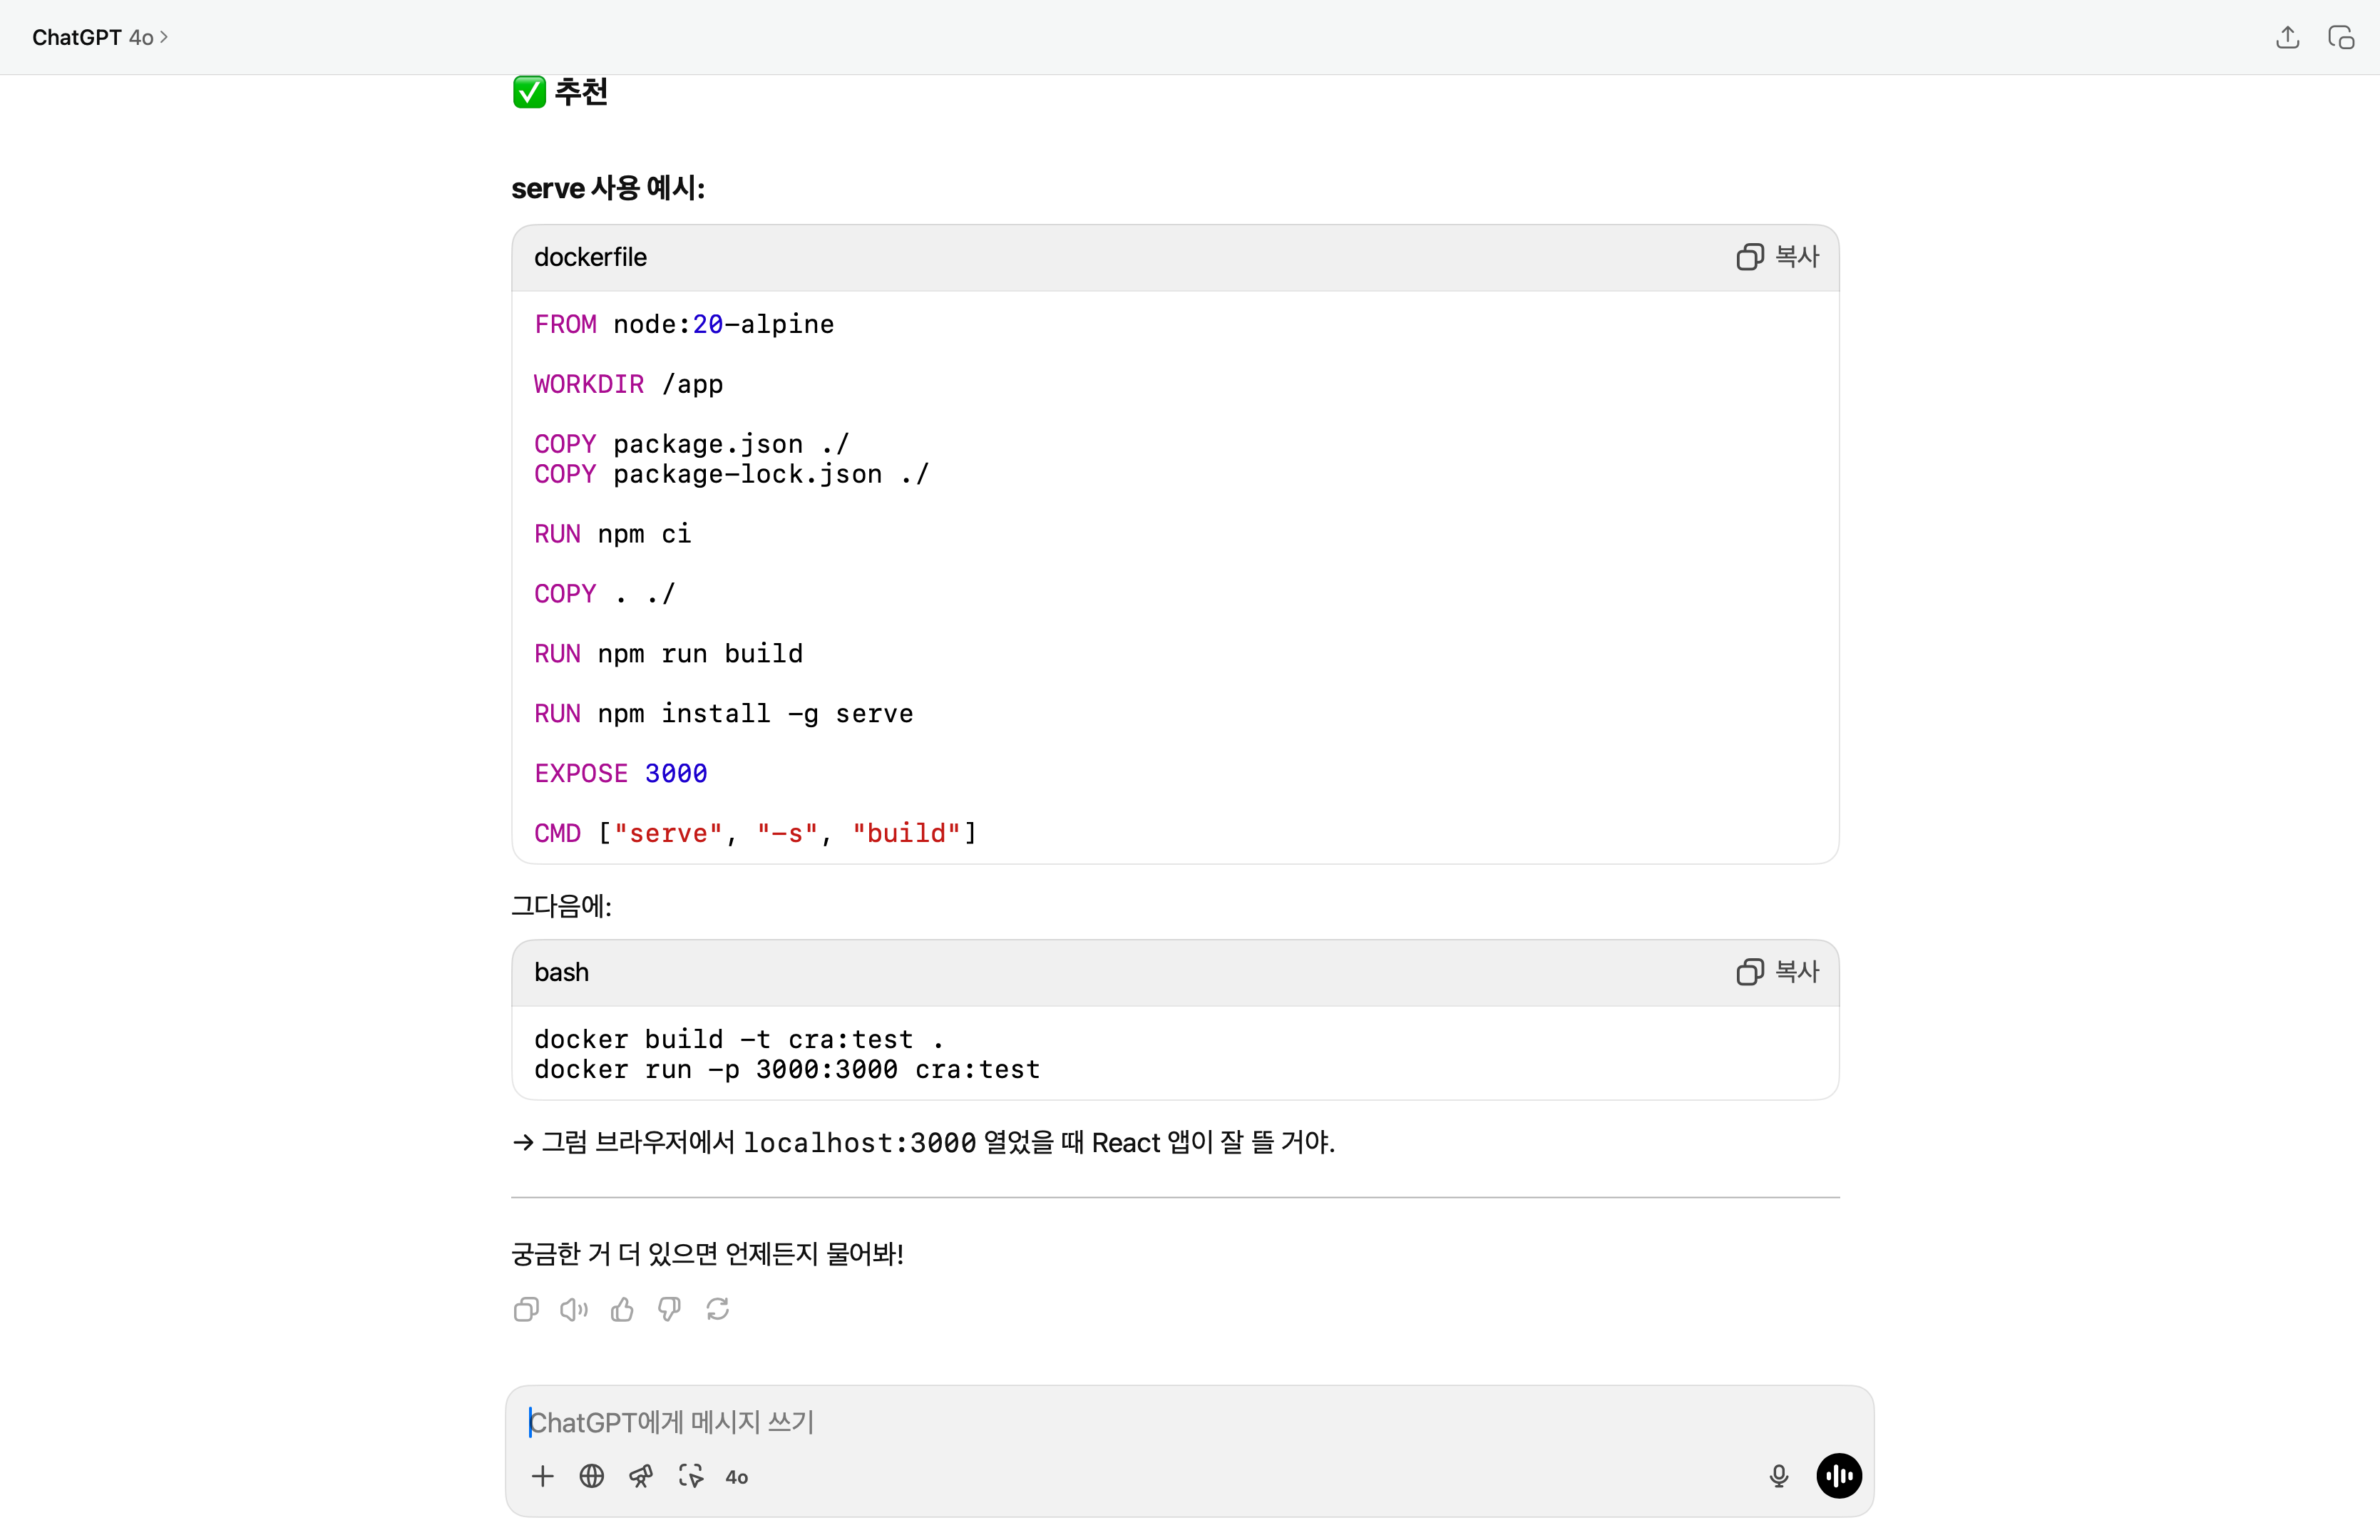 ChatGPT 4o >
✅ 추천
serve 사용 예시:
dockerfile
복사
FROM node:20-alpine
WORKDIR /app
COPY package.json ./
COPY package-lock.json ./
RUN npm ci
COPY . ./
RUN npm run build
RUN npm install -g serve
EXPOSE 3000
CMD ["serve", "-s", "build"]
그다음에:
bash
복사
docker build -t cra:test .
docker run -p 3000:3000 cra:test
→ 그럼 브라우저에서 localhost:3000 열었을 때 React 앱이 잘 뜰 거야.
궁금한 거 더 있으면 언제든지 물어봐!
ChatGPT에게 메시지 쓰기
4o